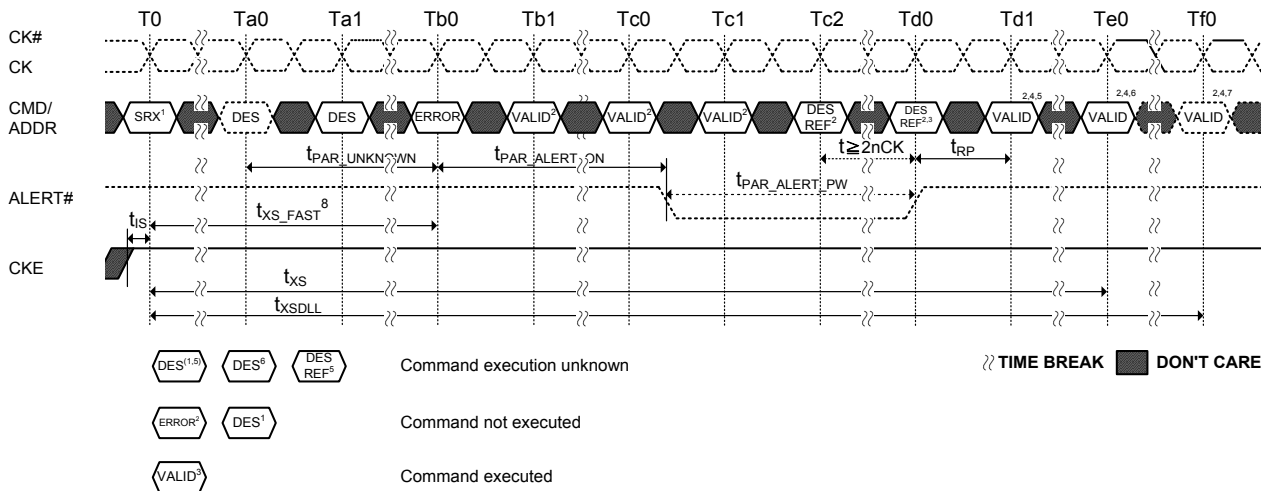 T0 Ta0 Ta1 Tb0 Tb1 Tc0 Tc1 Tc2 Td0 Td1 Te0 Tf0
CK#
CK
CMD/
ADDR
SRX1 DES DES ERROR VALID2 VALID2 VALID2 DES REF2 DES REF2,3 VALID 2,4,5 VALID 2,4,6 VALID 2,4,7
tPAR_UNKNOWN tPAR_ALERT_ON t≧2nCK tRP
ALERT#
tPAR_ALERT_PW
tIS tXS_FAST8
CKE
tXS
tXSDLL
DES(1,5) DES6 DES REF5 Command execution unknown
TIME BREAK DON'T CARE
ERROR2 DES1 Command not executed
VALID3 Command executed